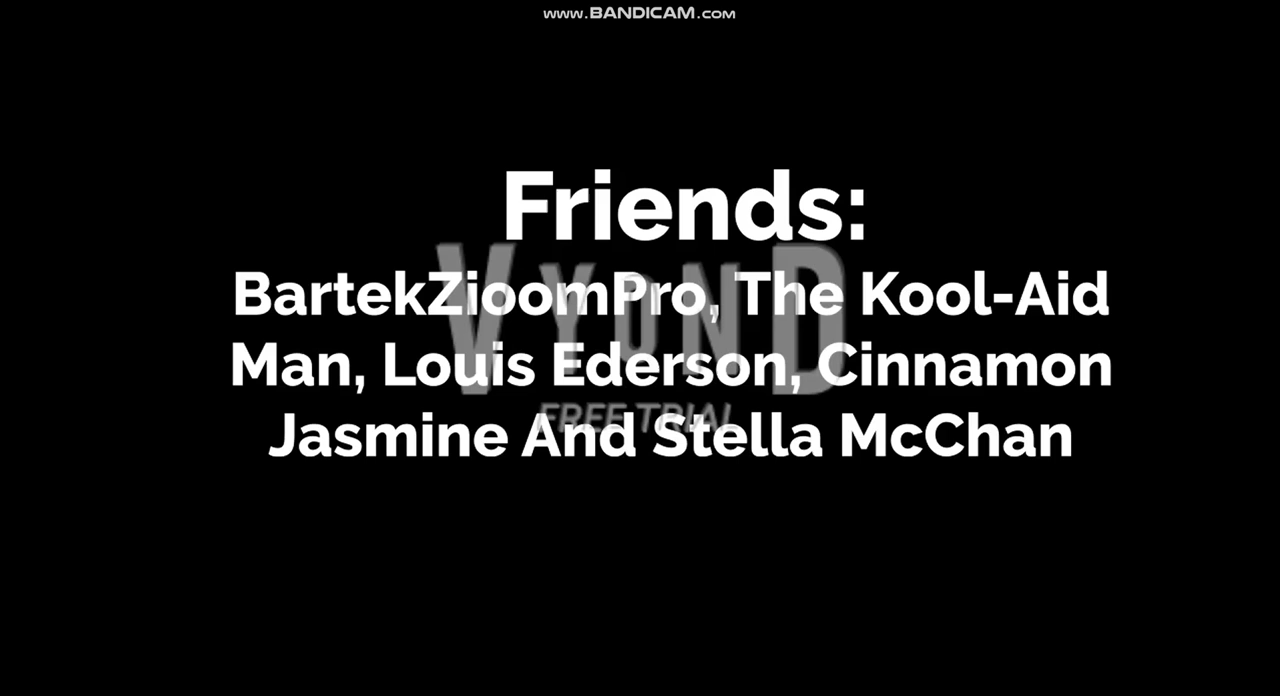 www.BANDICAM.com
Friends:
BartekZioomPro, The Kool-Aid
Man, Louis Ederson, Cinnamon
Jasmine And Stella McChan
VYOND
FREE TRIAL